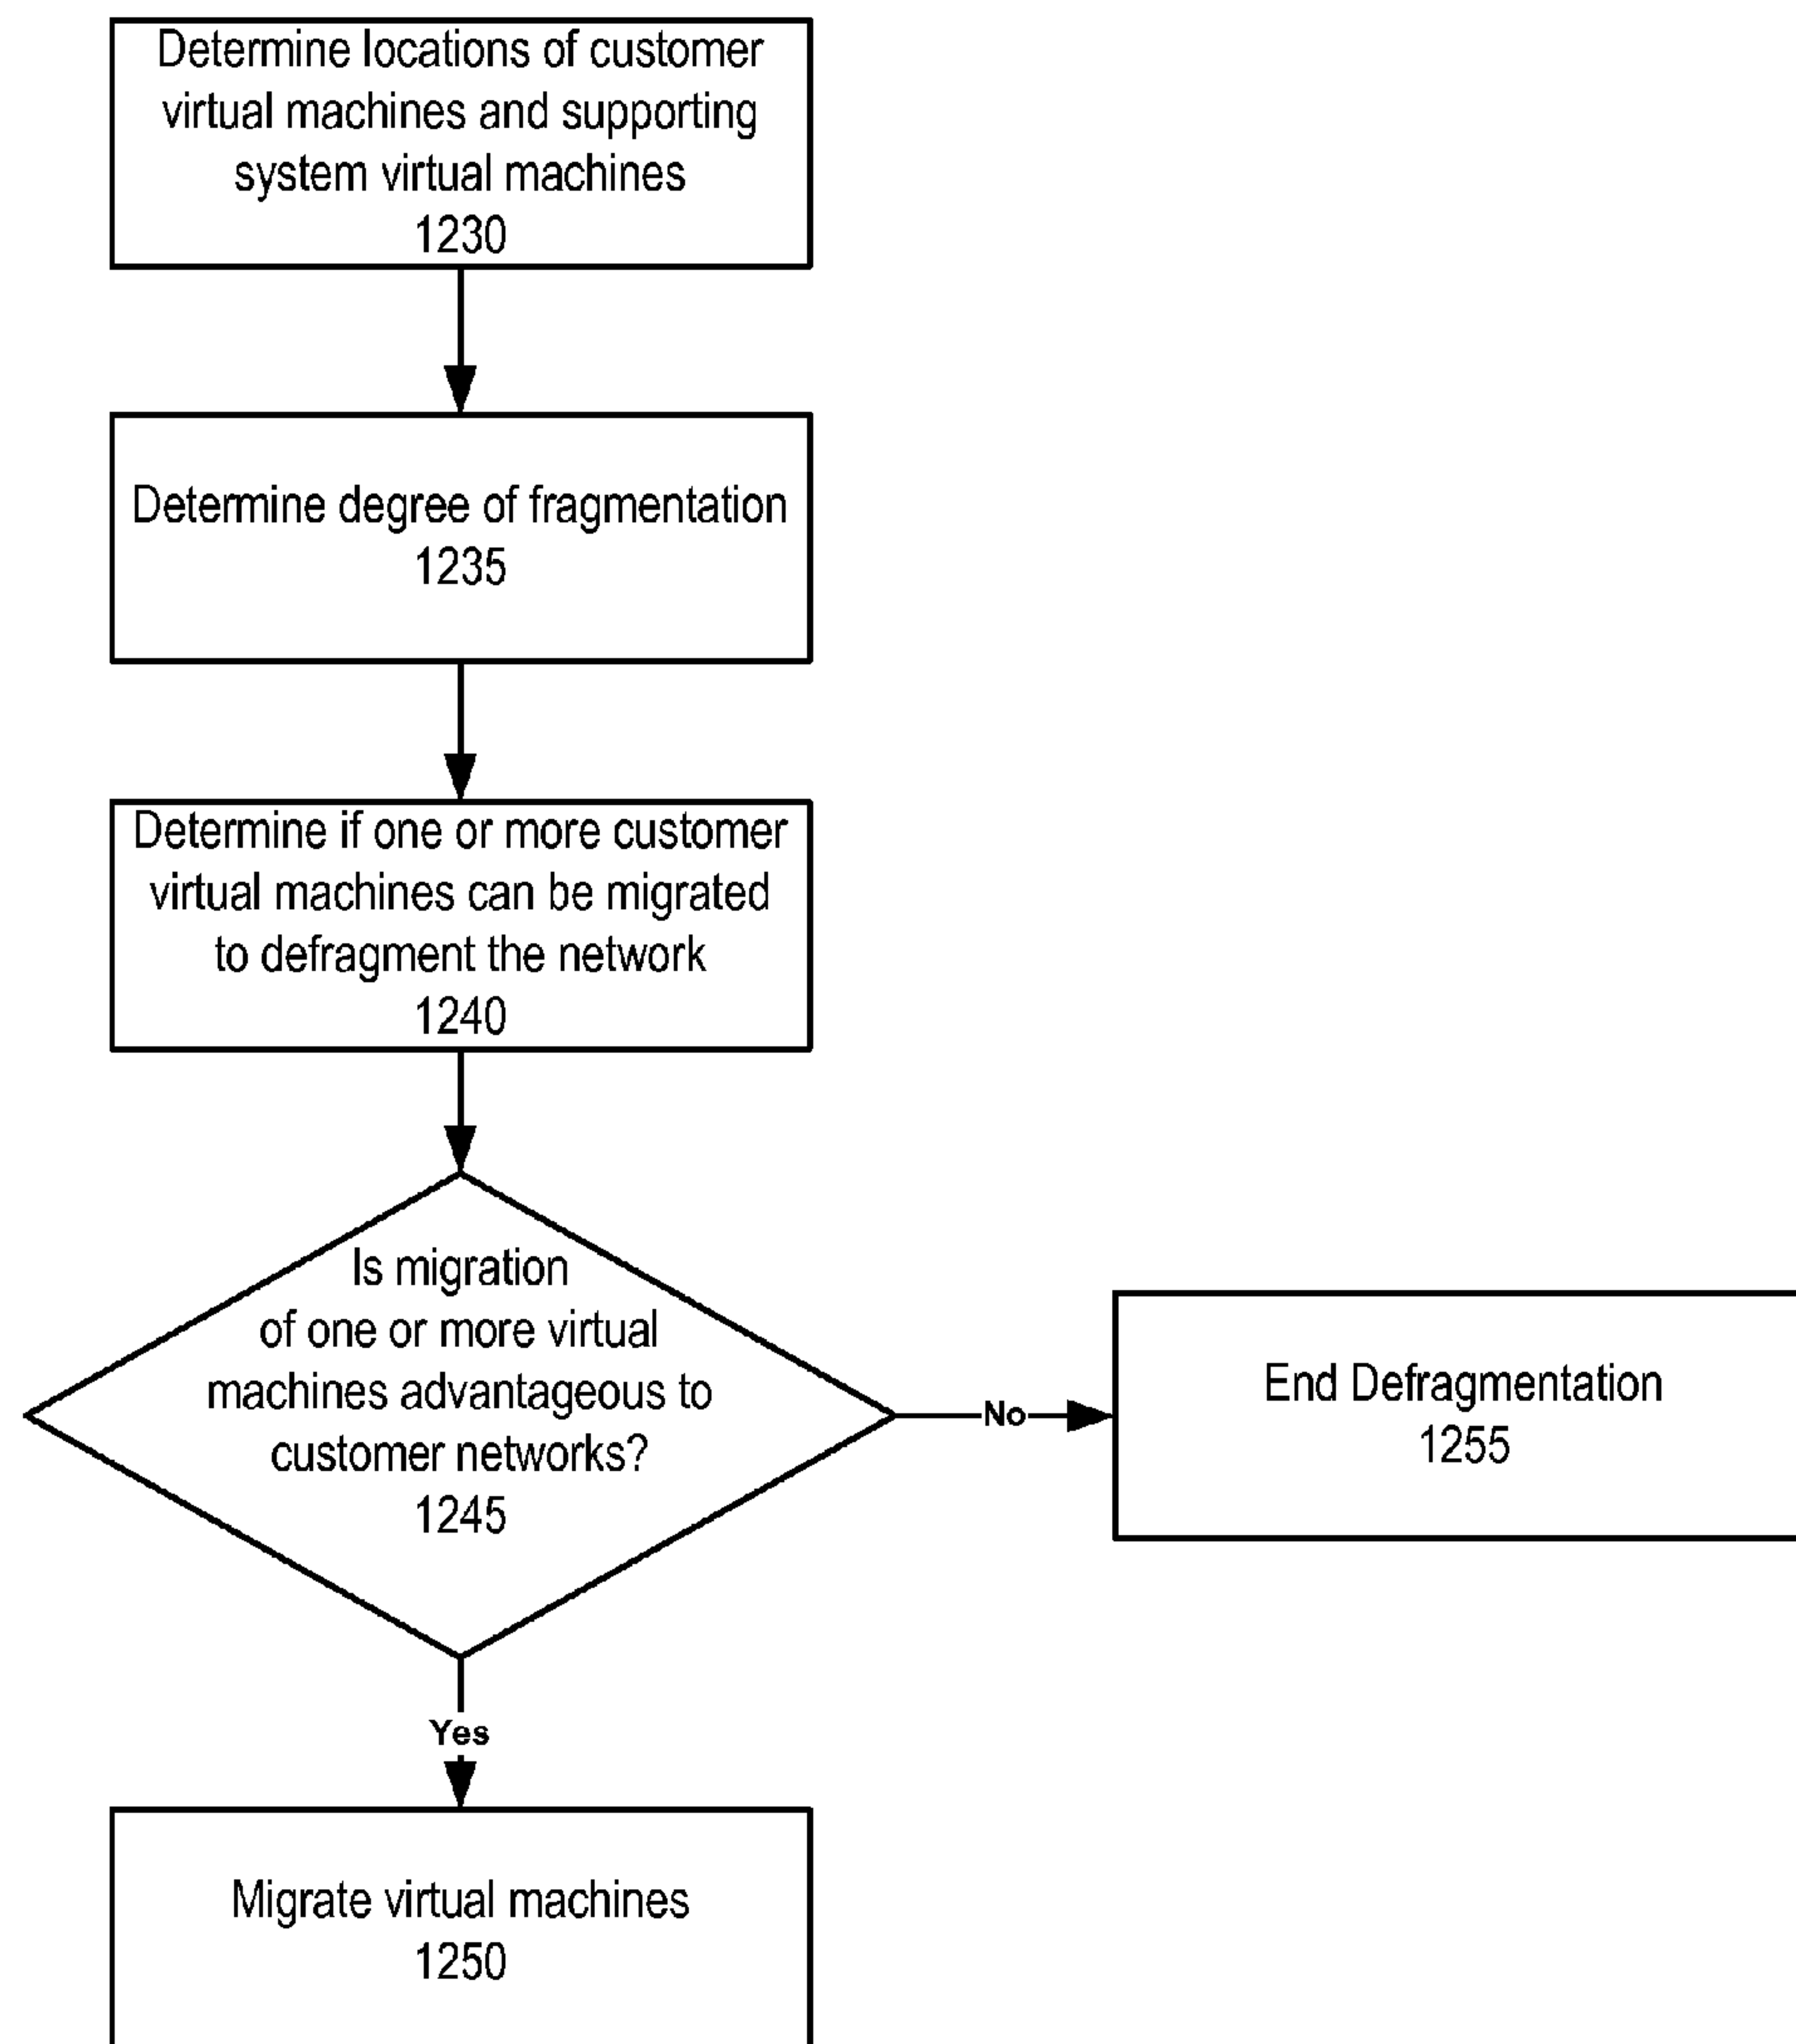 Determine locations of customer
virtual machines and supporting
system virtual machines
1230
Determine degree of fragmentation
1235
Determine if one or more customer
virtual machines can be migrated
to defragment the network
1240
Is migration
of one or more virtual
machines advantageous to
customer networks?
1245
No
End Defragmentation
1255
Yes
Migrate virtual machines
1250